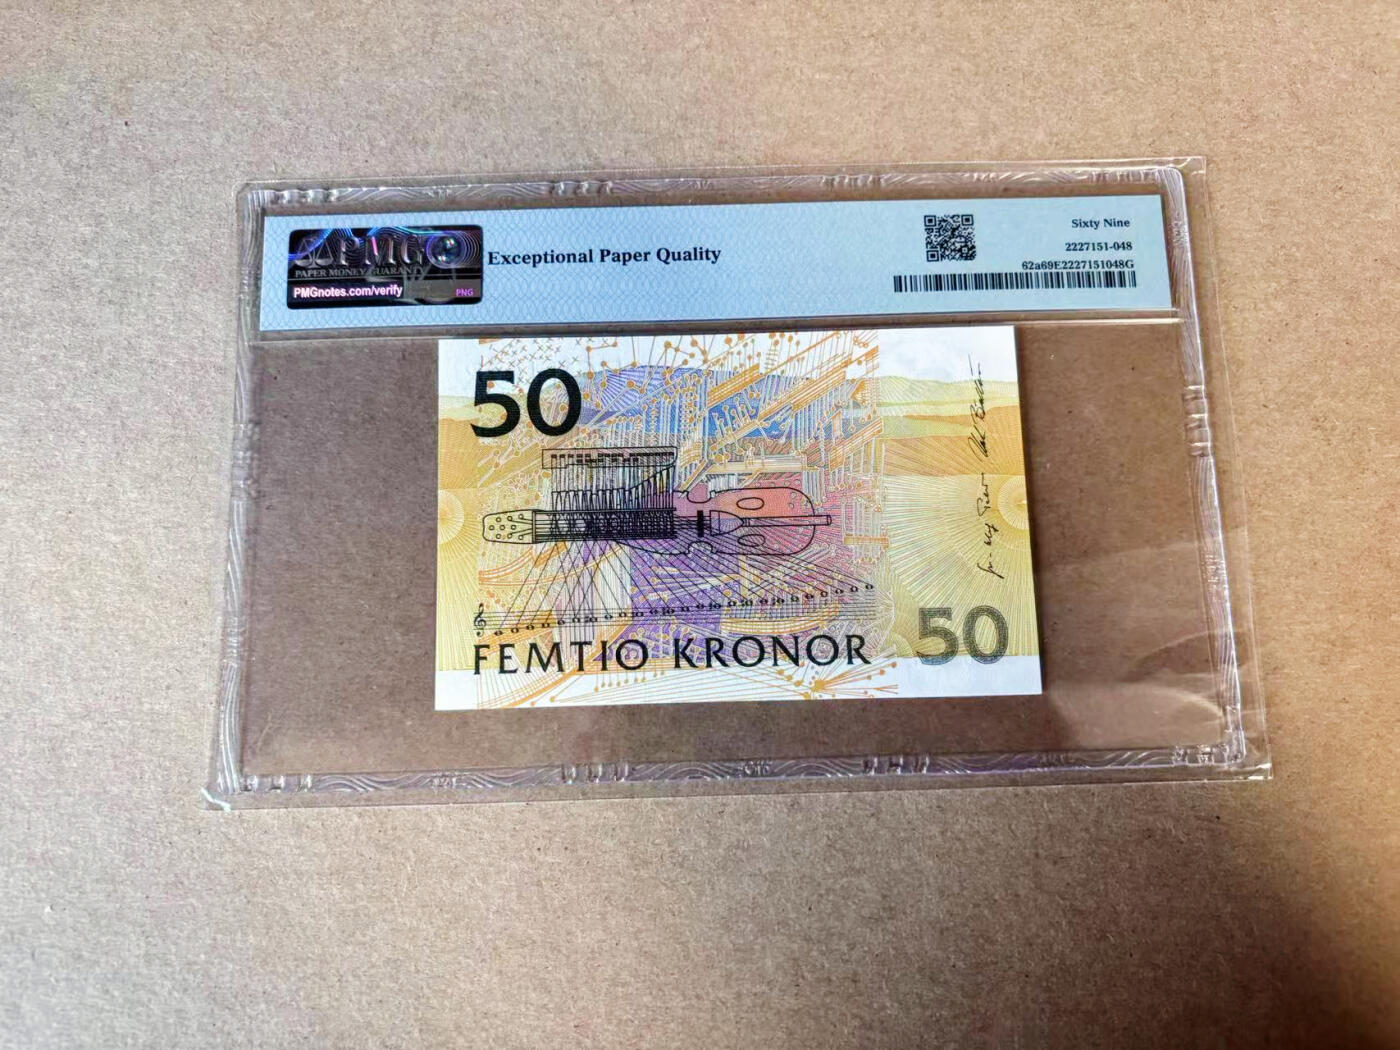 PMG
PAPER MONEY GUARANTY
PMGnotes.com/verify
PNG
Exceptional Paper Quality
Sixty Nine
2227151-048
62a69E2227151048G
50
50
FEMTIO KRONOR